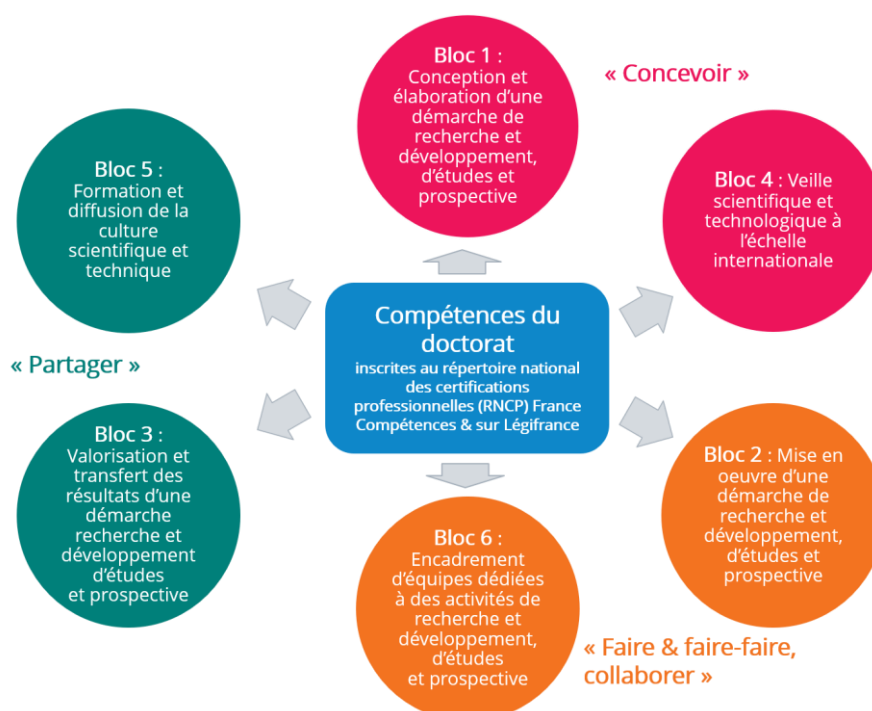 Bloc 1 :
Conception et
élaboration d'une
démarche de
recherche et
développement,
d'études et
prospective
« Concevoir »
Bloc 5 :
Formation et
diffusion de la
culture
scientifique et
technique
Bloc 4 : Veille
scientifique et
technologique à
l'échelle
internationale
Compétences du
doctorat
inscrites au répertoire national
des certifications
professionnelles (RNCP) France
Compétences & sur Légifrance
« Partager »
Bloc 3 :
Valorisation et
transfert des
résultats d'une
démarche
recherche et
développement
d'études
et prospective
Bloc 2 : Mise en
oeuvre d'une
démarche de
recherche et
développement,
d'études et
prospective
Bloc 6 :
Encadrement
d'équipes dédiées
à des activités de
recherche et
développement,
d'études
et prospective
« Faire & faire-faire,
collaborer »